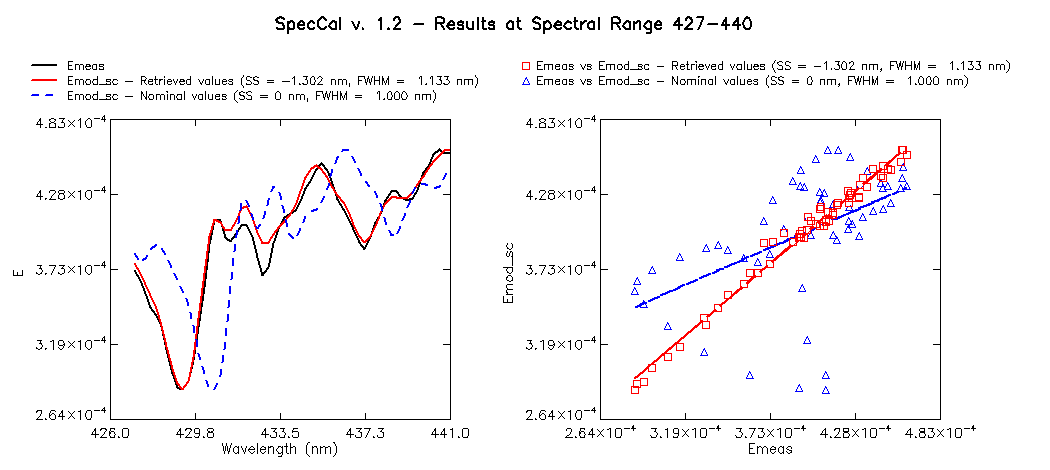 SpecCal v. 1.2 - Results at Spectral Range 427-440
Emeas
Emod_sc - Retrieved values (SS = -1.302 nm, FWHM = 1.133 nm)
Emod_sc - Nominal values (SS = 0 nm, FWHM = 1.000 nm)
4.83×10⁻⁴
4.28×10⁻⁴
3.73×10⁻⁴
3.19×10⁻⁴
2.64×10⁻⁴
E
426.0 429.8 433.5 437.3 441.0
Wavelength (nm)
Emeas vs Emod_sc - Retrieved values (SS = -1.302 nm, FWHM = 1.133 nm)
Emeas vs Emod_sc - Nominal values (SS = 0 nm, FWHM = 1.000 nm)
4.83×10⁻⁴
4.28×10⁻⁴
3.73×10⁻⁴
3.19×10⁻⁴
2.64×10⁻⁴
Emod_sc
2.64×10⁻⁴ 3.19×10⁻⁴ 3.73×10⁻⁴ 4.28×10⁻⁴ 4.83×10⁻⁴
Emeas